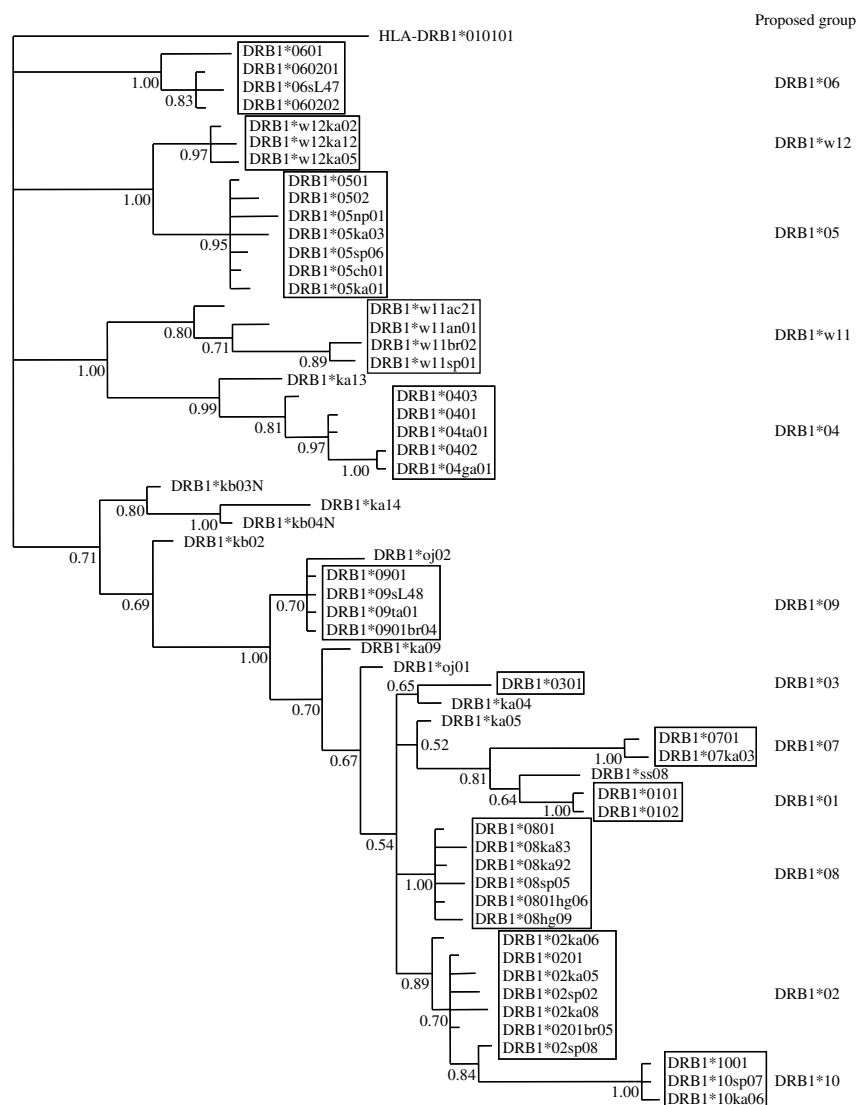 Proposed group
HLA-DRB1*010101
DRB1*0601
DRB1*060201
1.00
DRB1*06sL47
DRB1*06
0.83
DRB1*060202
DRB1*w12ka02
DRB1*w12ka12
DRB1*w12
0.97
DRB1*w12ka05
DRB1*0501
1.00
DRB1*0502
DRB1*05np01
DRB1*05ka03
DRB1*05
0.95
DRB1*05sp06
DRB1*05ch01
DRB1*05ka01
DRB1*w11ac21
DRB1*w11an01
0.80
DRB1*w11
DRB1*w11br02
0.71
DRB1*w11sp01
0.89
1.00
DRB1*ka13
DRB1*0403
0.99
DRB1*0401
0.81
DRB1*04ta01
DRB1*04
0.97
DRB1*0402
DRB1*04ga01
1.00
DRB1*kb03N
DRB1*ka14
0.80
DRB1*kb04N
1.00
DRB1*kb02
0.71
DRB1*oj02
DRB1*0901
DRB1*09sL48
0.69
0.70
DRB1*09
DRB1*09ta01
DRB1*0901br04
DRB1*ka09
1.00
DRB1*oj01
DRB1*0301
0.65
DRB1*03
DRB1*ka04
0.70
DRB1*ka05
DRB1*0701
0.52
DRB1*07
0.67
DRB1*07ka03
1.00
DRB1*ss08
0.81
DRB1*0101
0.64
DRB1*01
DRB1*0102
1.00
DRB1*0801
0.54
DRB1*08ka83
DRB1*08ka92
DRB1*08
DRB1*08sp05
1.00
DRB1*0801hg06
DRB1*08hg09
DRB1*02ka06
DRB1*0201
DRB1*02ka05
0.89
DRB1*02sp02
DRB1*02
DRB1*02ka08
0.70
DRB1*0201br05
DRB1*02sp08
DRB1*1001
0.84
DRB1*10sp07
DRB1*10
1.00
DRB1*10ka06